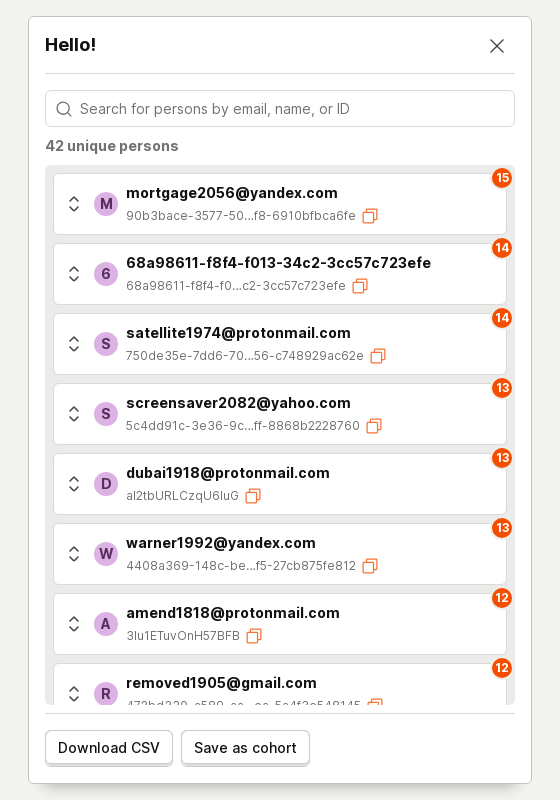 Hello!
Search for persons by email, name, or ID
42 unique persons
15
M
mortgage2056@yandex.com
90b3bace-3577-50...f8-6910bfbca6fe
14
6
68a98611-f8f4-f013-34c2-3cc57c723efe
68a98611-f8f4-f0...c2-3cc57c723efe
14
S
satellite1974@protonmail.com
750de35e-7dd6-70...56-c748929ac62e
13
S
screensaver2082@yahoo.com
5c4dd91c-3e36-9c...ff-8868b2228760
13
D
dubai1918@protonmail.com
al2tbURLCzqU6IuG
13
W
warner1992@yandex.com
4408a369-148c-be...f5-27cb875fe812
12
A
amend1818@protonmail.com
3Iu1ETuvOnH57BFB
12
R
removed1905@gmail.com
Download CSV
Save as cohort